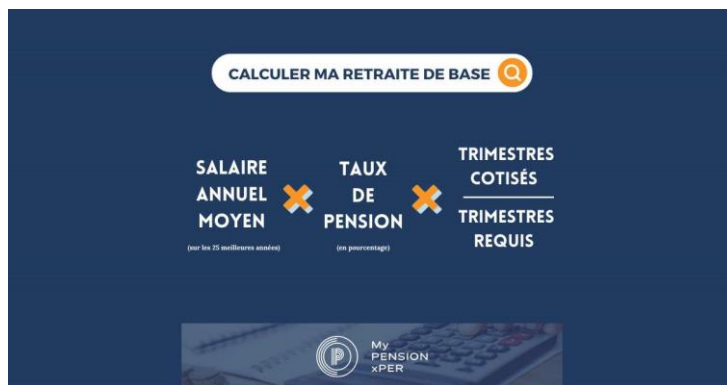 CALCULER MA RETRAITE DE BASE
SALAIRE
ANNUEL
MOYEN
(sur les 25 meilleures années)
TAUX
DE
PENSION
(en pourcentage)
TRIMESTRES
COTISÉS
TRIMESTRES
REQUIS
My
PENSION
xPER